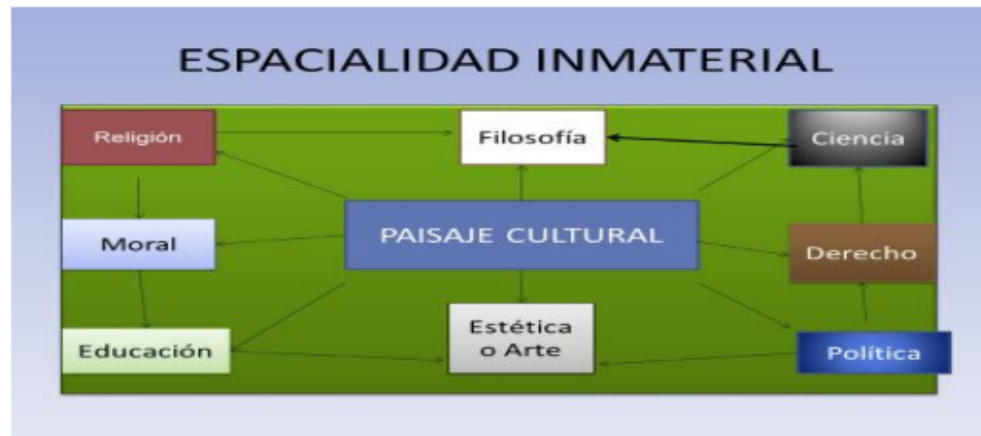 ESPACIALIDAD INMATERIAL
Religión
Filosofía
Ciencia
Moral
PAISAJE CULTURAL
Derecho
Educación
Estética
o Arte
Política